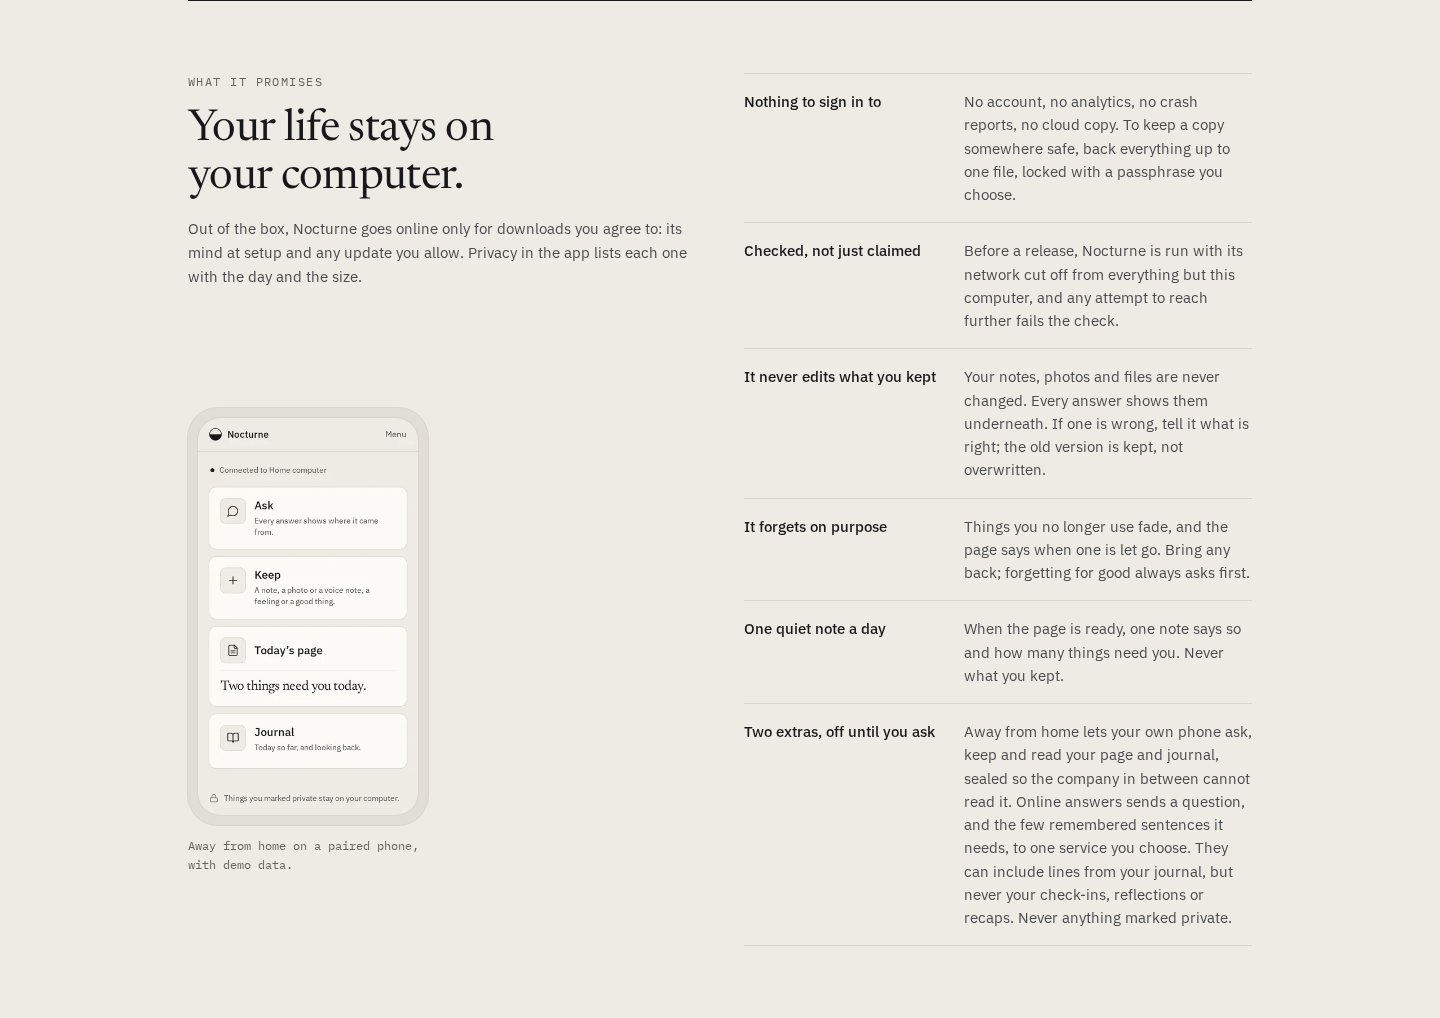 WHAT IT PROMISES
Your life stays on
your computer.
Out of the box, Nocturne goes online only for downloads you agree to: its
mind at setup and any update you allow. Privacy in the app lists each one
with the day and the size.
Nocturne
Menu
Connected to Home computer
Ask
Every answer shows where it came
from.
Keep
A note, a photo or a voice note, a
feeling or a good thing.
Today’s page
Two things need you today.
Journal
Today so far, and looking back.
Things you marked private stay on your computer.
Away from home on a paired phone,
with demo data.
Nothing to sign in to
No account, no analytics, no crash
reports, no cloud copy. To keep a copy
somewhere safe, back everything up to
one file, locked with a passphrase you
choose.
Checked, not just claimed
Before a release, Nocturne is run with its
network cut off from everything but this
computer, and any attempt to reach
further fails the check.
It never edits what you kept
Your notes, photos and files are never
changed. Every answer shows them
underneath. If one is wrong, tell it what is
right; the old version is kept, not
overwritten.
It forgets on purpose
Things you no longer use fade, and the
page says when one is let go. Bring any
back; forgetting for good always asks first.
One quiet note a day
When the page is ready, one note says so
and how many things need you. Never
what you kept.
Two extras, off until you ask
Away from home lets your own phone ask,
keep and read your page and journal,
sealed so the company in between cannot
read it. Online answers sends a question,
and the few remembered sentences it
needs, to one service you choose. They
can include lines from your journal, but
never your check-ins, reflections or
recaps. Never anything marked private.